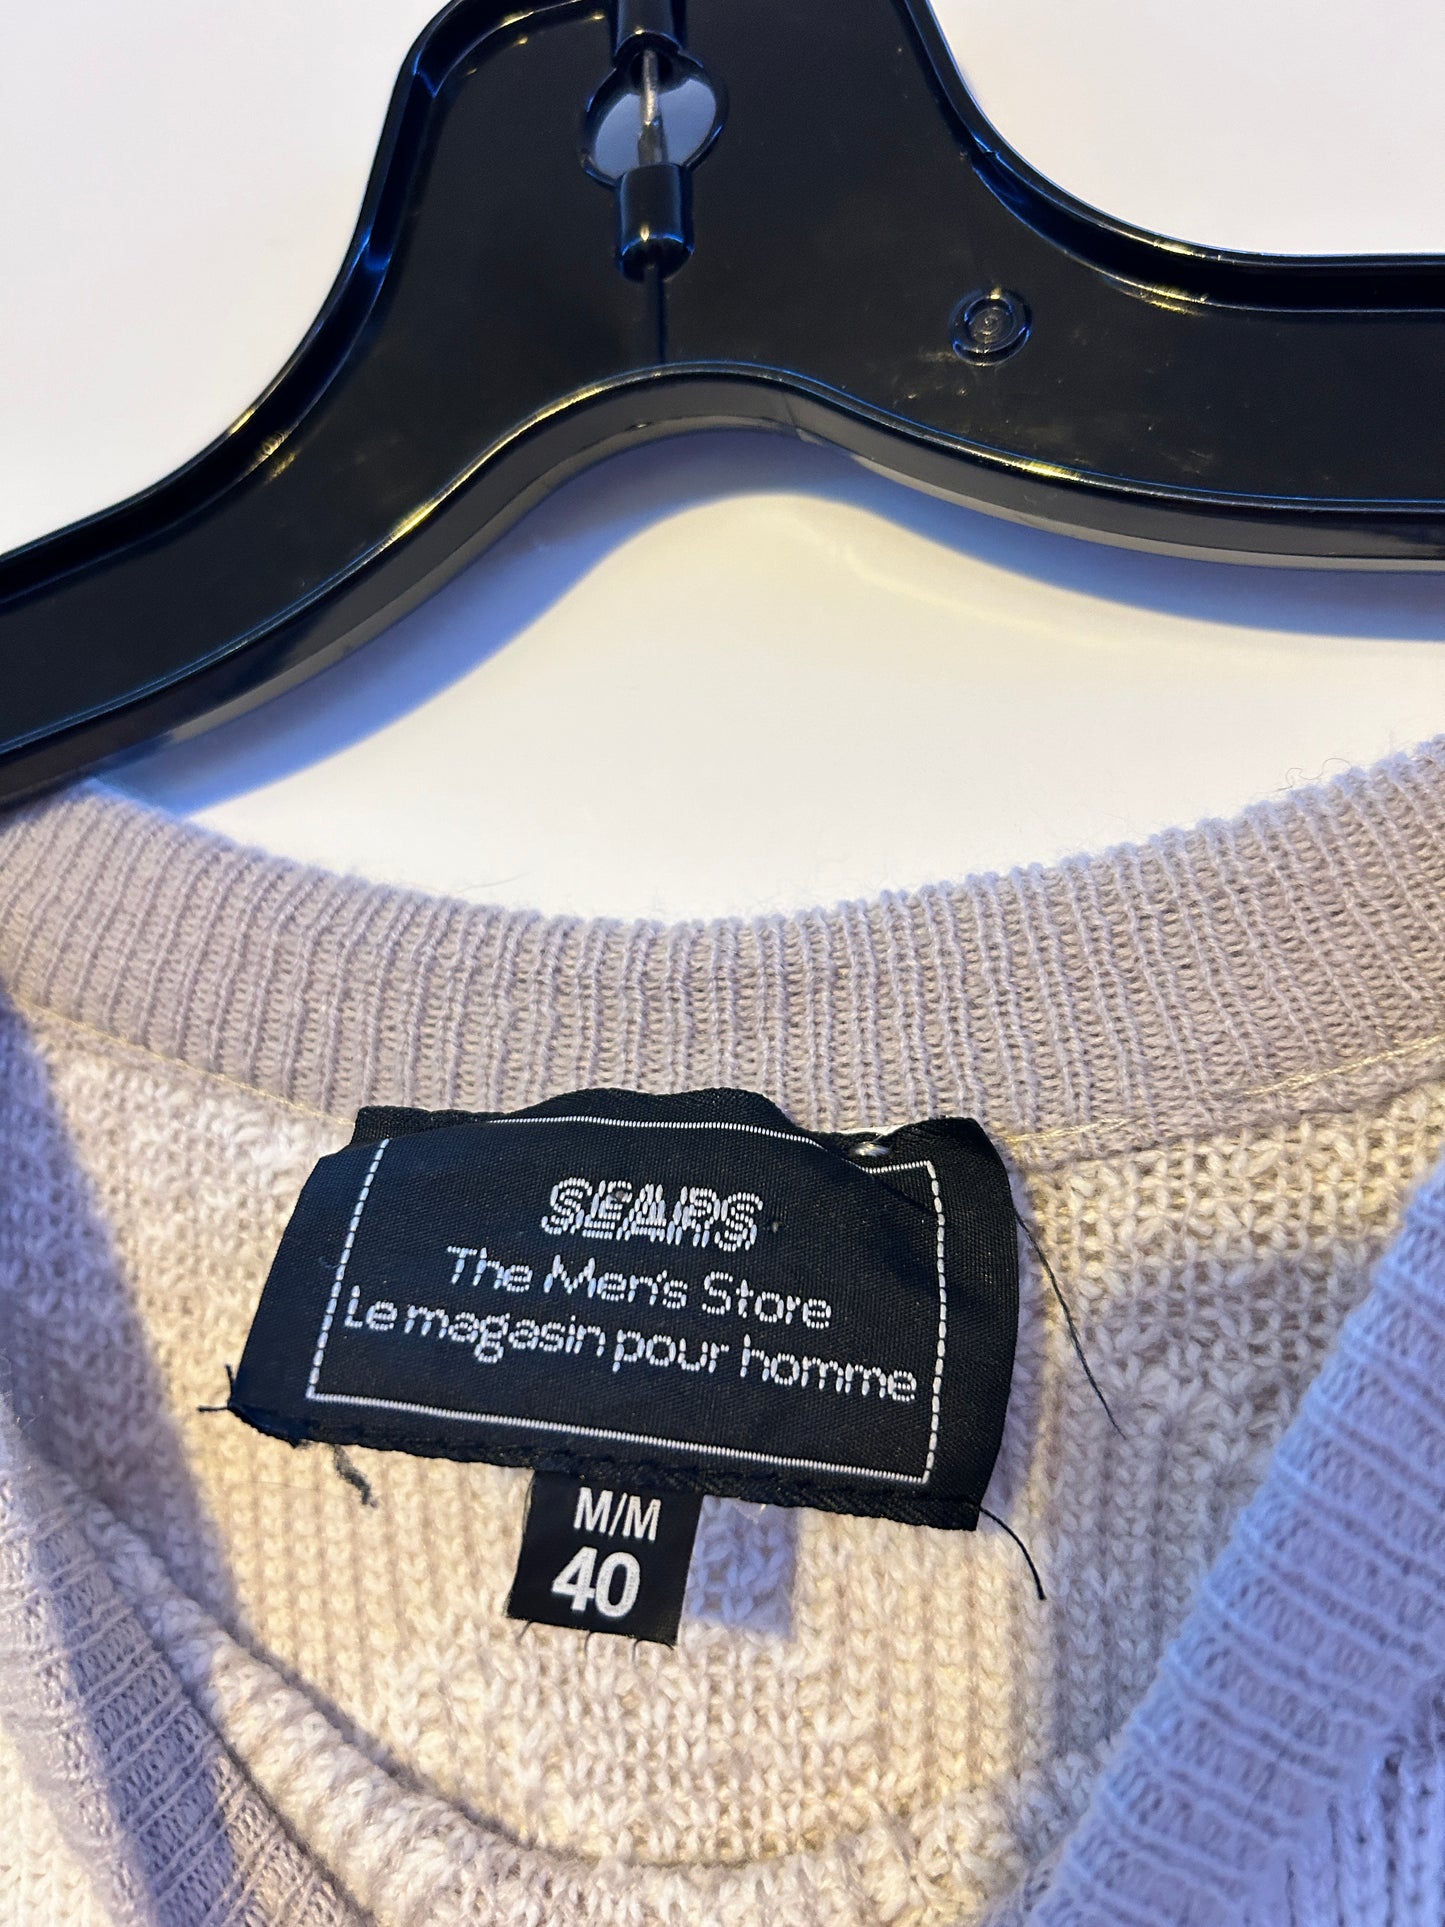 SEARS
The Men's Store
Le magasin pour homme
M/M
40